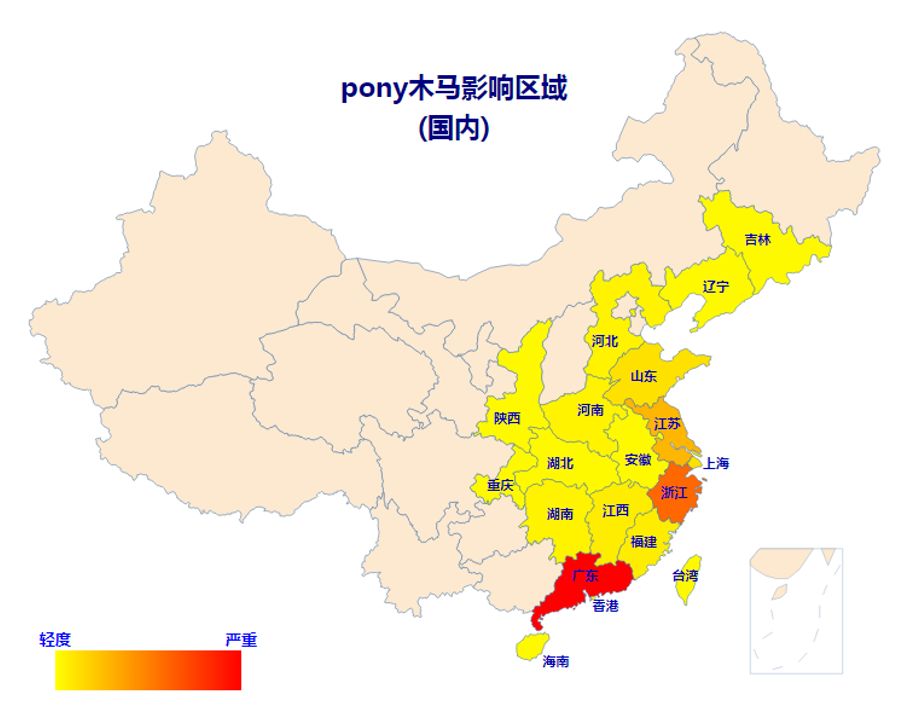 pony木马影响区域
(国内)
吉林
辽宁
河北
山东
河南
江苏
陕西
安徽
上海
湖北
重庆
浙江
湖南
江西
福建
广东
台湾
香港
海南
轻度
严重